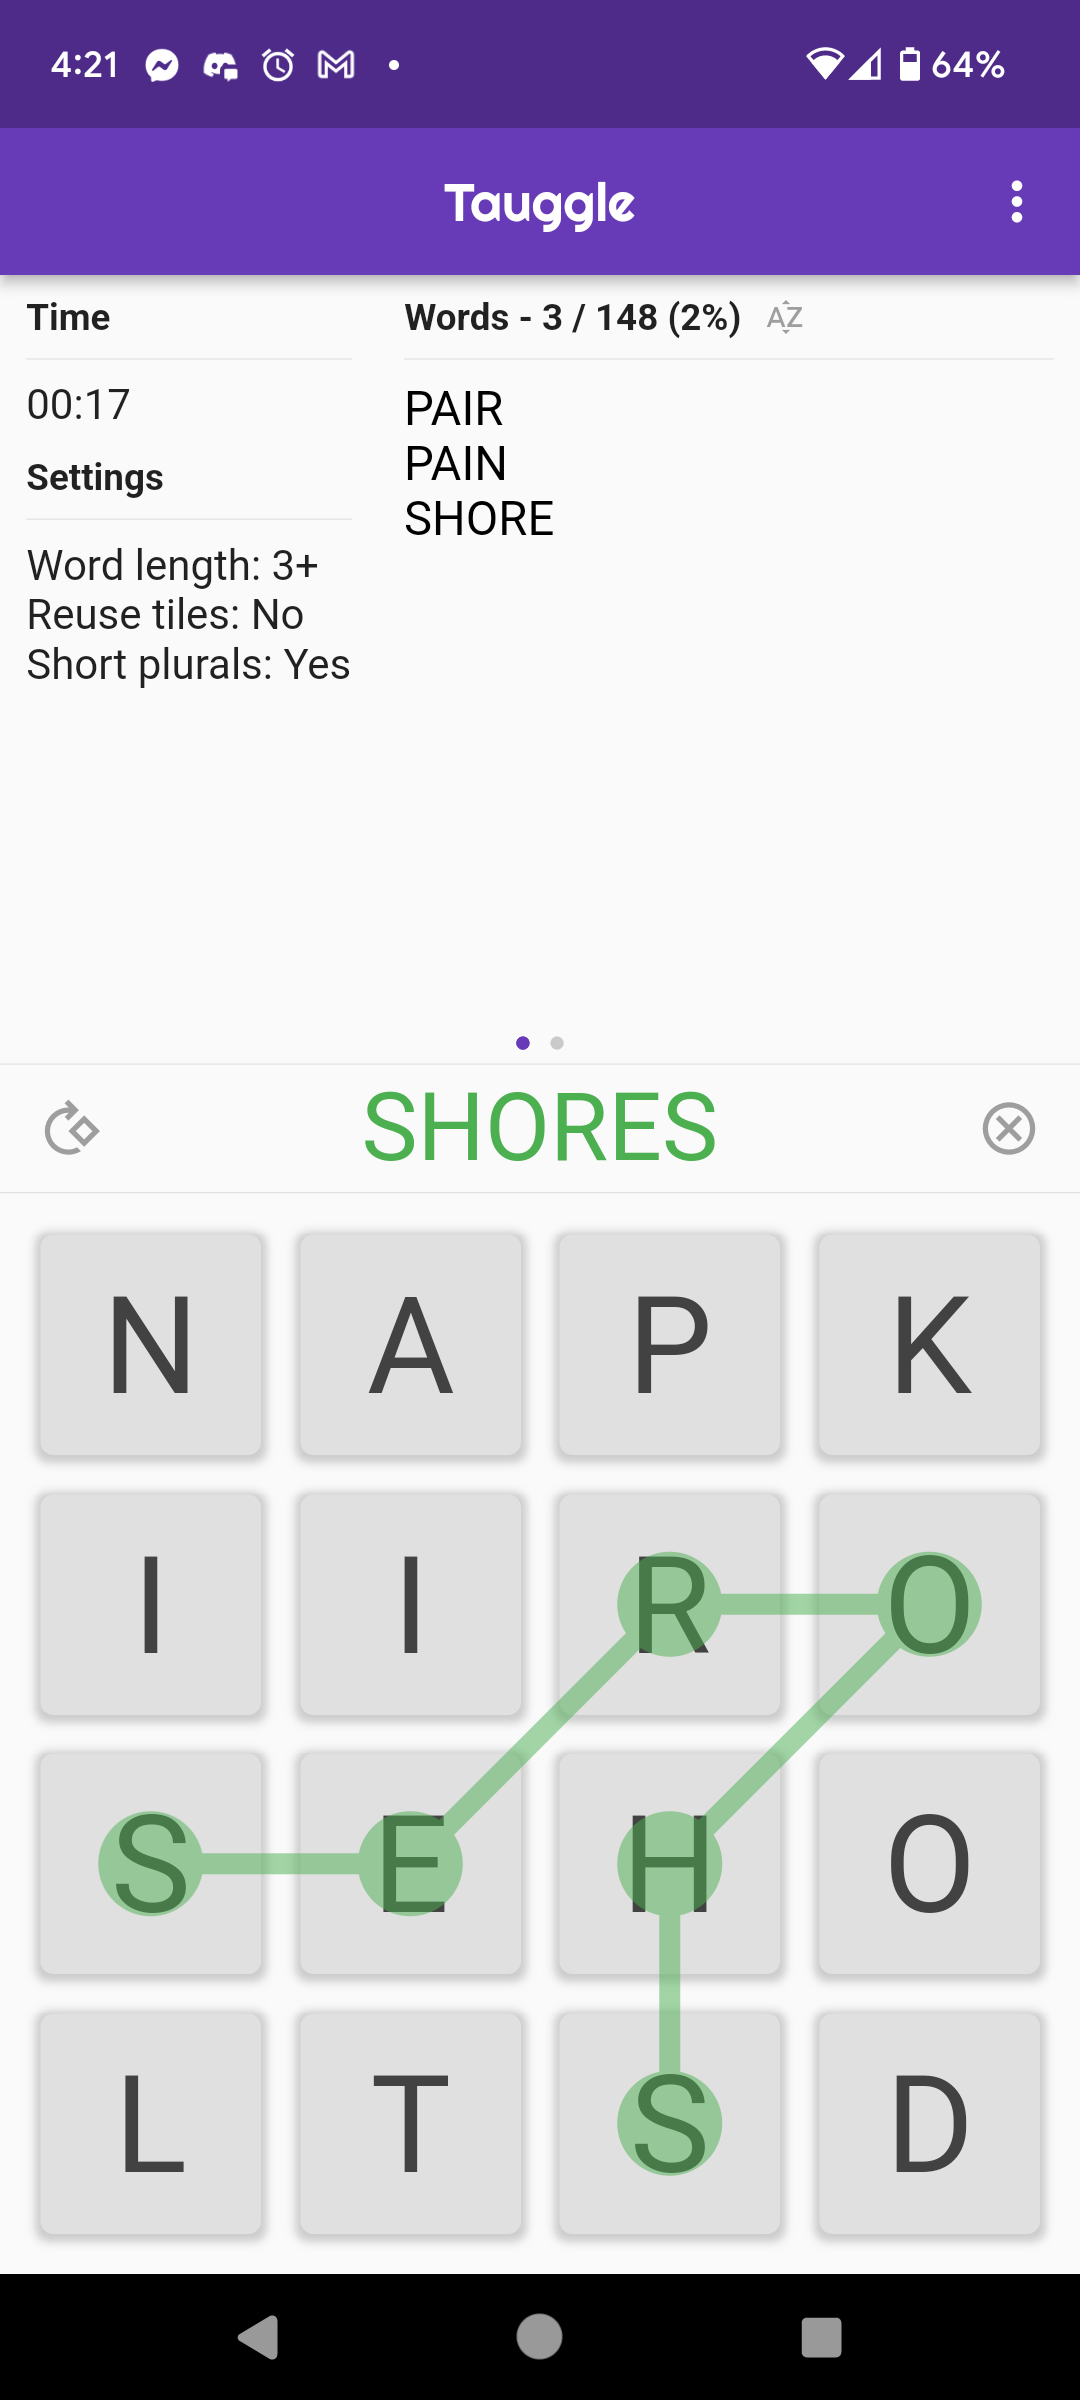 4:21 64%
Tauggle
Time
Words - 3 / 148 (2%) AZ
00:17
PAIR
PAIN
SHORE
Settings
Word length: 3+
Reuse tiles: No
Short plurals: Yes
SHORES
N A P K
I I R O
S E H O
L T S D